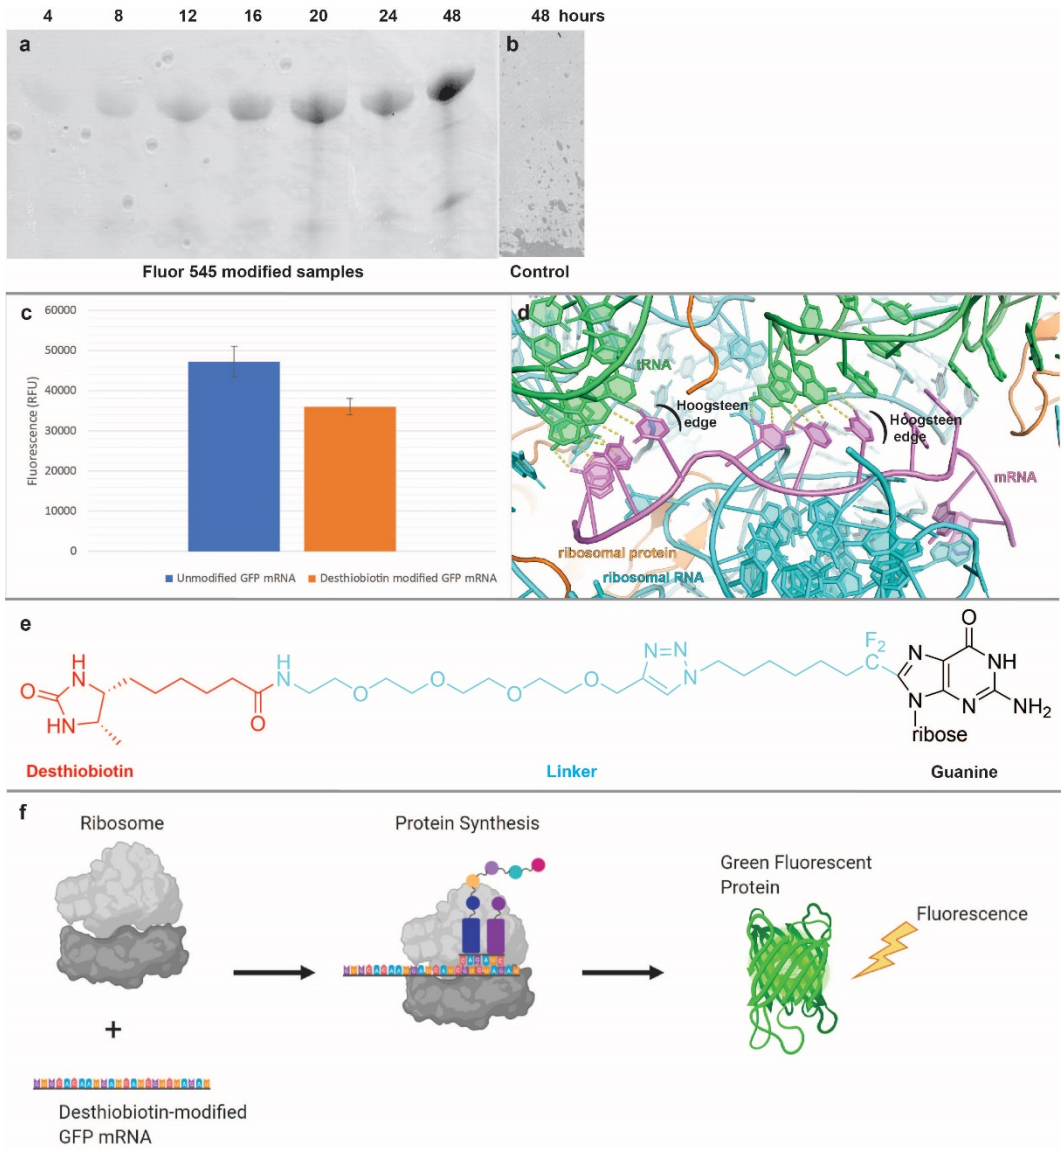 4 8 12 16 20 24 48 48 hours
a
b
Fluor 545 modified samples
Control
c
60000
50000
40000
30000
20000
10000
0
Fluorescence (RFU)
Unmodified GFP mRNA
Desthiobiotin modified GFP mRNA
d
tRNA
Hoogsteen
edge
Hoogsteen
edge
mRNA
ribosomal protein
ribosomal RNA
e
O
H
N
HN
H
N
O
O
O
O
O
N=N
N
F2
N
N
O
NH
N
NH2
ribose
Desthiobiotin
Linker
Guanine
f
Ribosome
+
Desthiobiotin-modified
GFP mRNA
Protein Synthesis
Green Fluorescent
Protein
Fluorescence